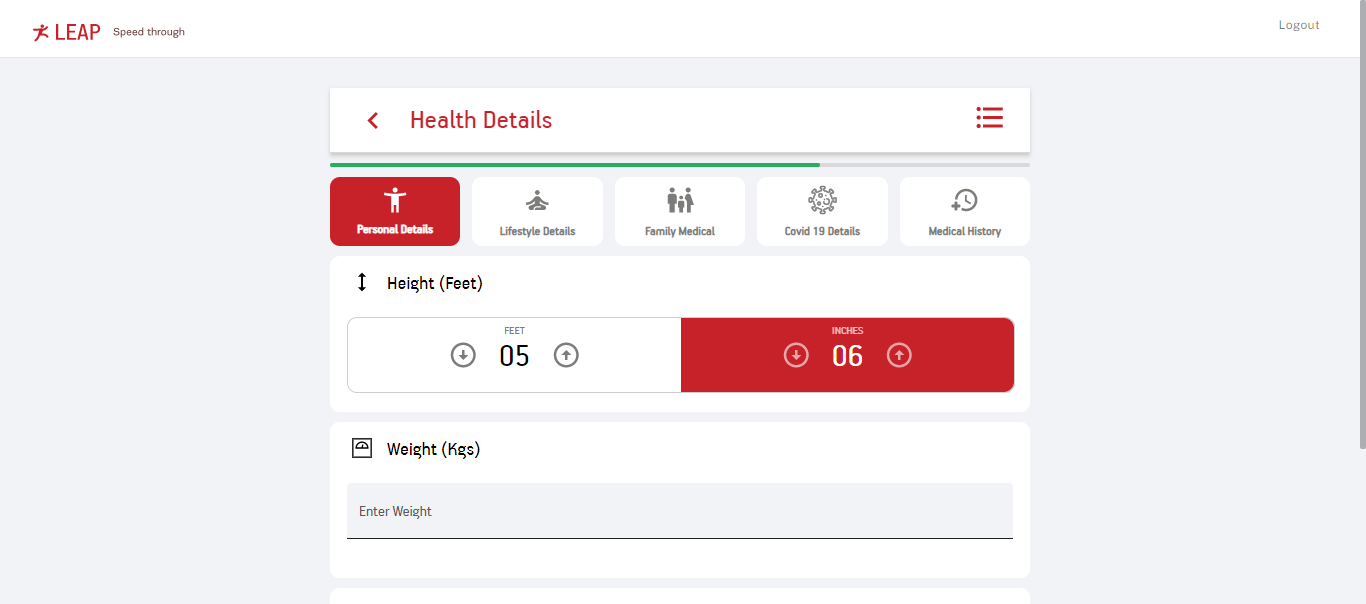 LEAP Speed through
Logout
Health Details
Personal Details
Lifestyle Details
Family Medical
Covid 19 Details
Medical History
Height (Feet)
FEET
05
INCHES
06
Weight (Kgs)
Enter Weight